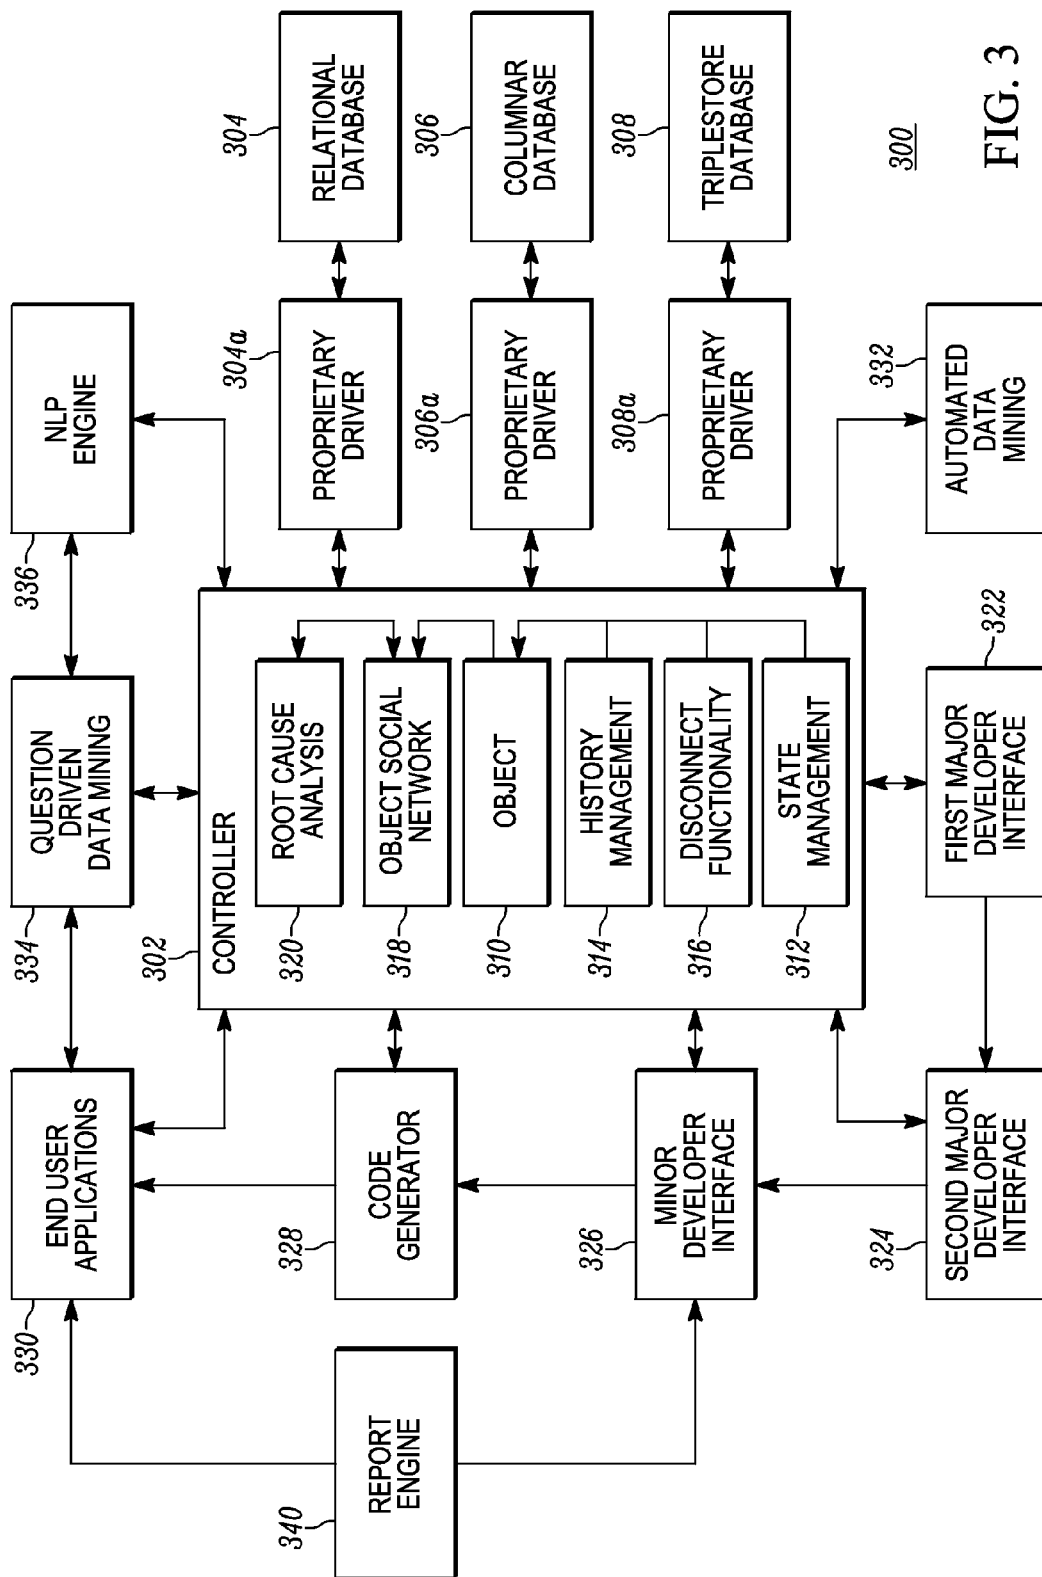 330
END USER
APPLICATIONS
334
QUESTION
DRIVEN
DATA MINING
336
NLP
ENGINE
340
REPORT
ENGINE
328
CODE
GENERATOR
326
MINOR
DEVELOPER
INTERFACE
324
SECOND MAJOR
DEVELOPER
INTERFACE
302
CONTROLLER
320
ROOT CAUSE
ANALYSIS
318
OBJECT SOCIAL
NETWORK
310
OBJECT
314
HISTORY
MANAGEMENT
316
DISCONNECT
FUNCTIONALITY
312
STATE
MANAGEMENT
322
FIRST MAJOR
DEVELOPER
INTERFACE
304a
PROPRIETARY
DRIVER
306a
PROPRIETARY
DRIVER
308a
PROPRIETARY
DRIVER
332
AUTOMATED
DATA
MINING
304
RELATIONAL
DATABASE
306
COLUMNAR
DATABASE
308
TRIPLESTORE
DATABASE
300
FIG. 3